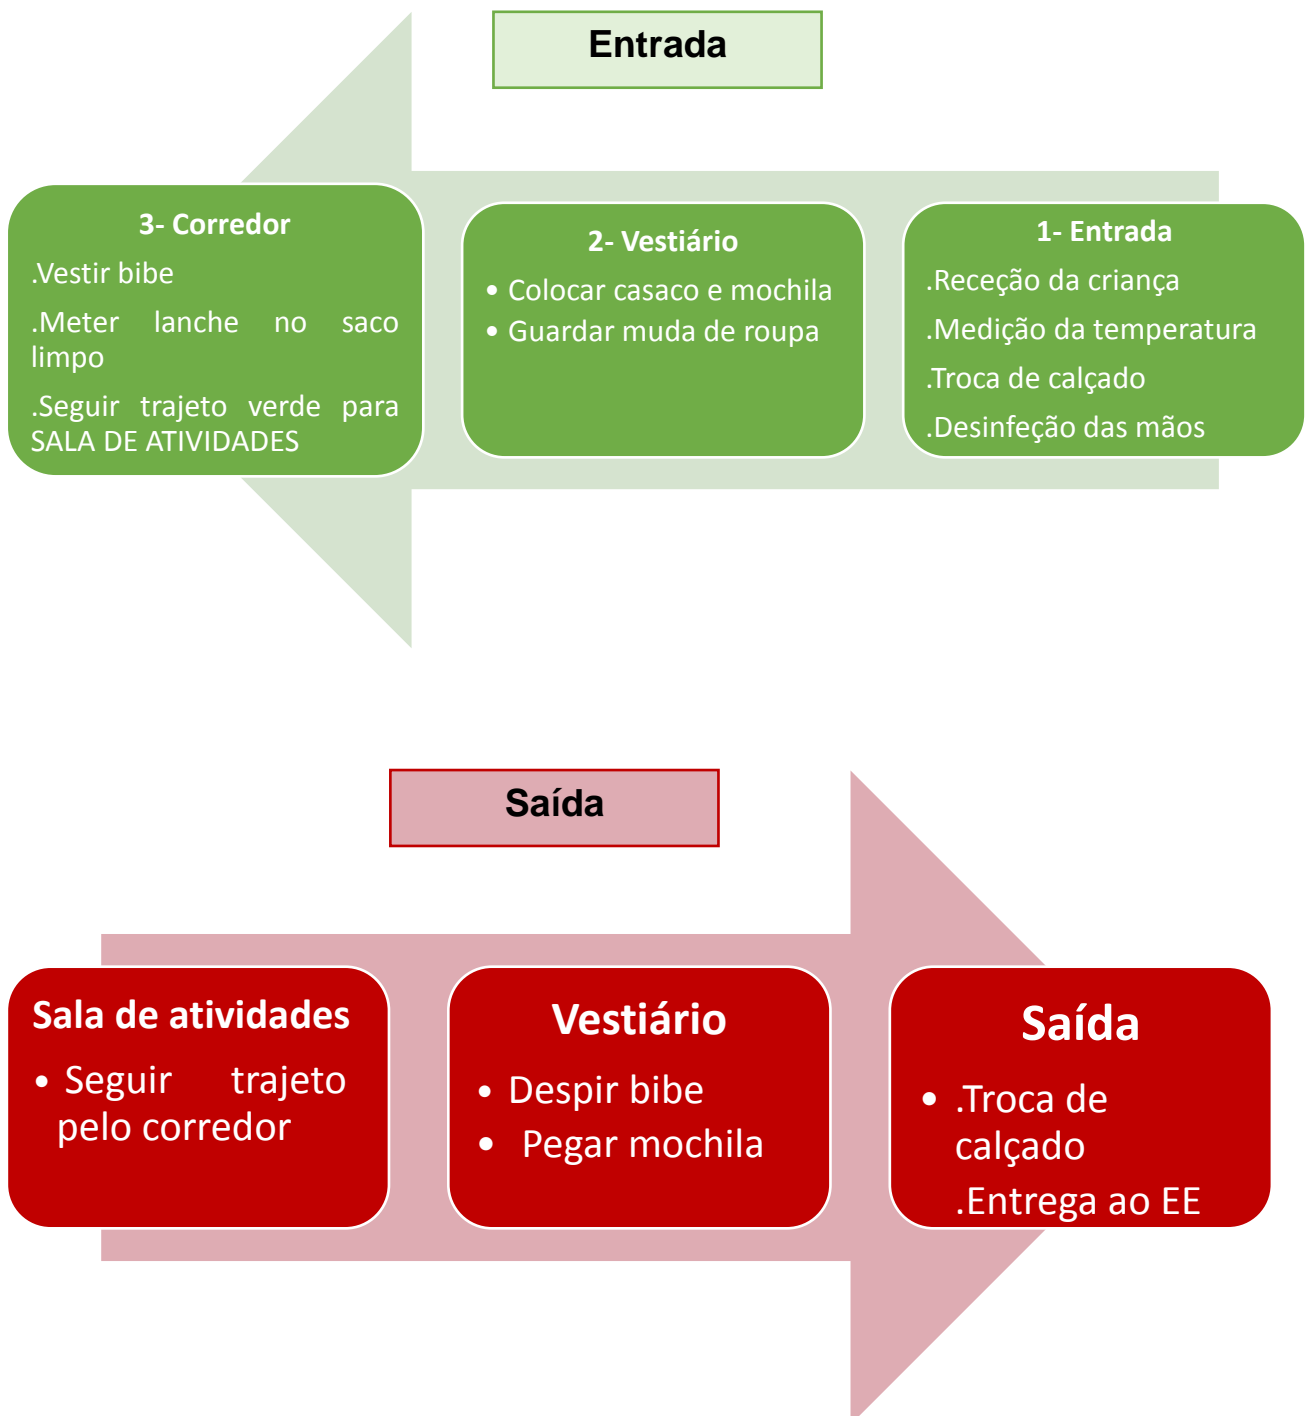 Entrada
3- Corredor
.Vestir bibe
.Meter lanche no saco
limpo
.Seguir trajeto verde para
SALA DE ATIVIDADES
2- Vestiário
• Colocar casaco e mochila
• Guardar muda de roupa
1- Entrada
.Receção da criança
.Medição da temperatura
.Troca de calçado
.Desinfeção das mãos
Saída
Sala de atividades
• Seguir trajeto
pelo corredor
Vestiário
• Despir bibe
• Pegar mochila
Saída
• .Troca de
calçado
.Entrega ao EE